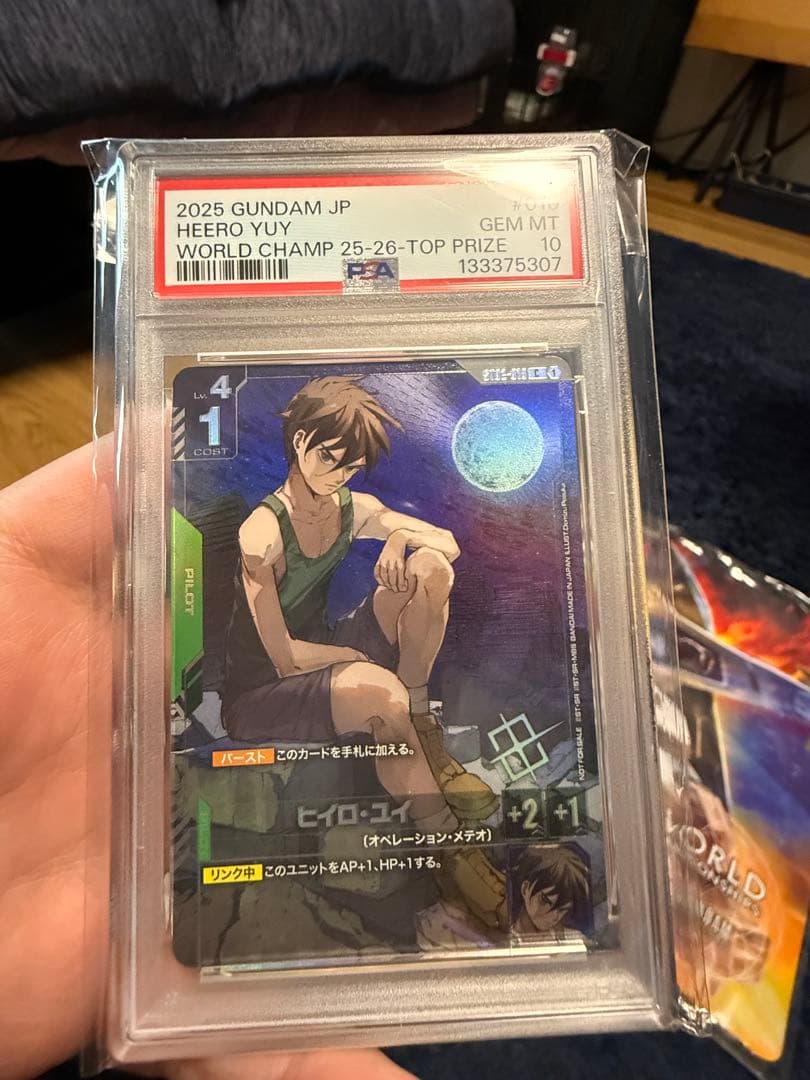 2025 GUNDAM JP
HEERO YUY
GEM MT
WORLD CHAMP 25-26-TOP PRIZE 10
PSA
133375307
Lv. 4
1
COST
PILOT
NOT FOR SALE
MADE IN JAPAN
バースト このカードを手札に加える。
ヒイロ・ユイ
+2 +1
(オペレーション・メテオ)
リンク中 このユニットをAP+1、HP+1する。